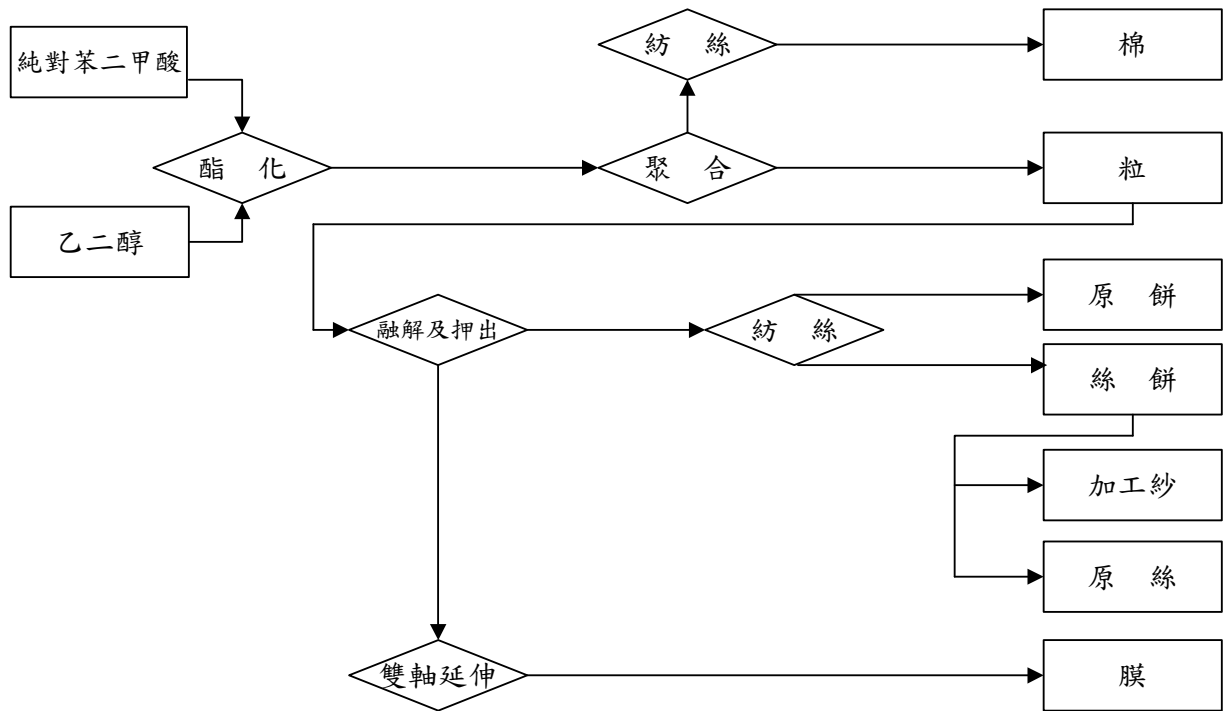 紡 絲
棉
純對苯二甲酸
酯 化
聚 合
粒
乙二醇
原 餅
融解及押出
紡 絲
絲 餅
加工紗
原 絲
雙軸延伸
膜